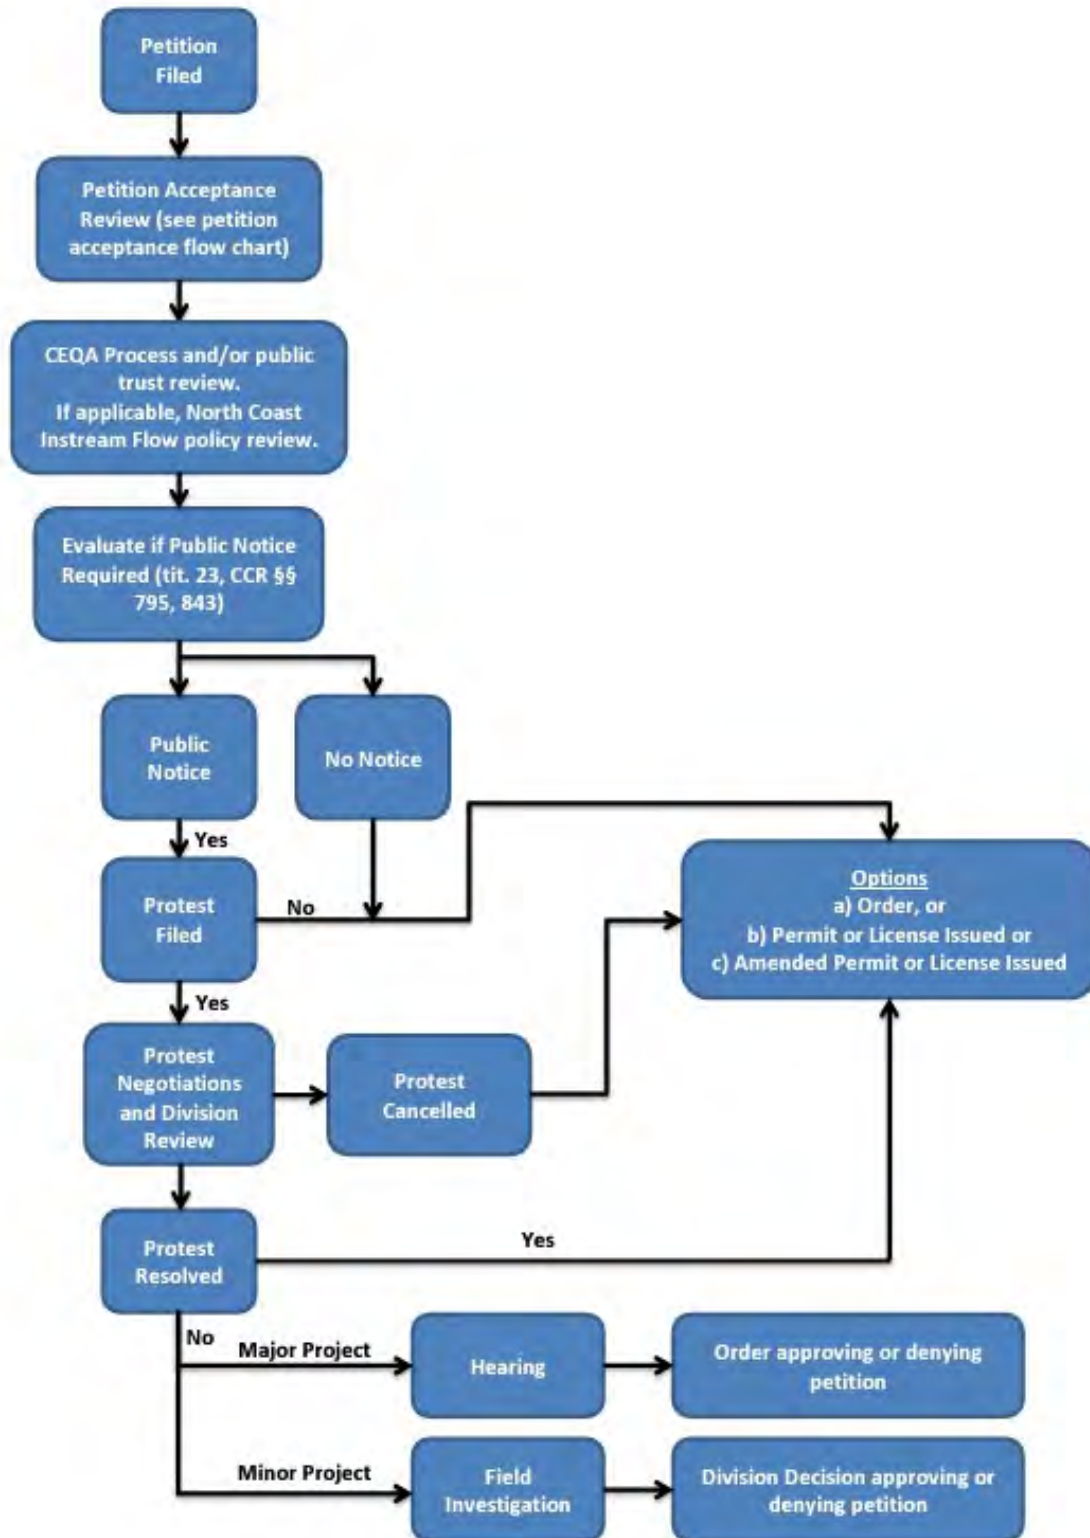 Petition
Filed
Petition Acceptance
Review (see petition
acceptance flow chart)
CEQA Process and/or public
trust review.
If applicable, North Coast
Instream Flow policy review.
Evaluate if Public Notice
Required (tit. 23, CCR §§
795, 843)
Public
Notice
No Notice
Yes
Protest
Filed
No
Options
a) Order, or
b) Permit or License Issued or
c) Amended Permit or License Issued
Yes
Protest
Negotiations
and Division
Review
Protest
Cancelled
Protest
Resolved
Yes
No
Major Project
Hearing
Order approving or denying
petition
Minor Project
Field
Investigation
Division Decision approving or
denying petition